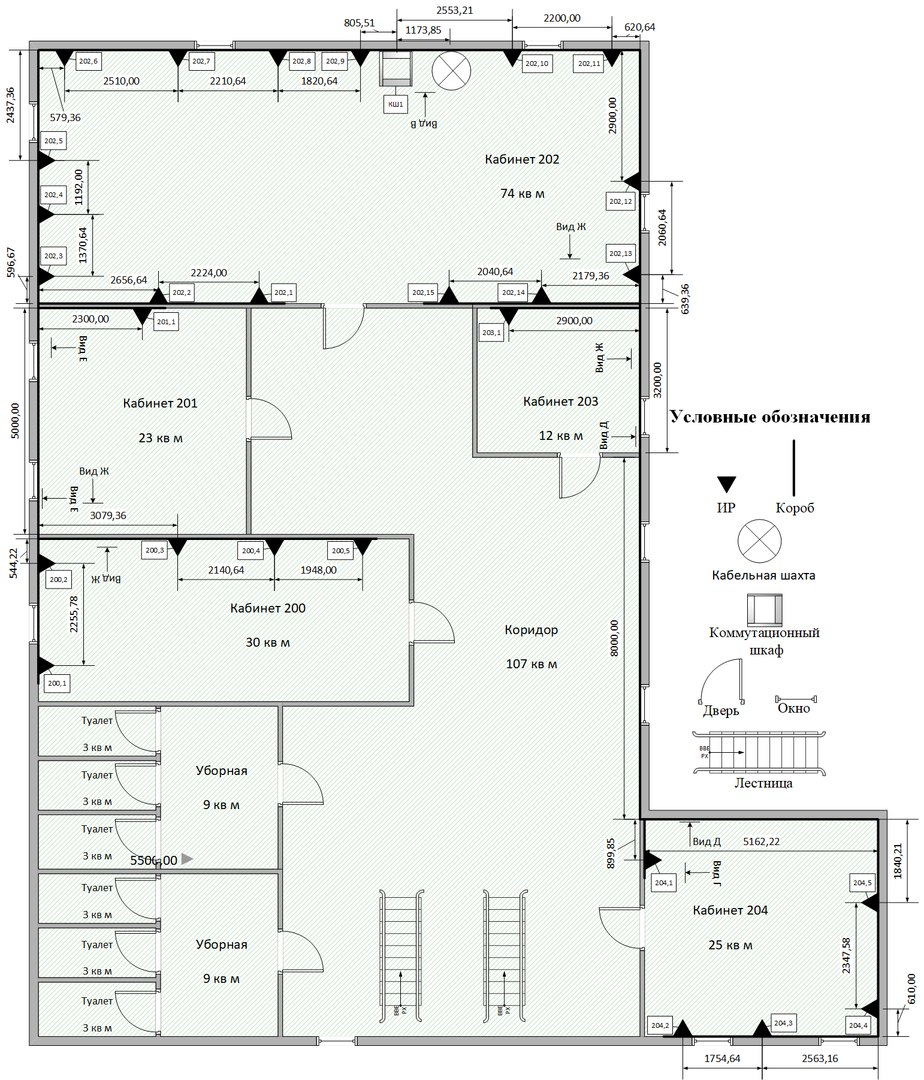 2553,21
805,51
1173,85
2200,00
620,64
202,6
202,7
202,8
202,9
202,10
202,11
2510,00
2210,64
1820,64
КШ1
2437,36
579,36
Вид В
2900,00
202,5
Кабинет 202
74 кв м
202,4
1192,00
202,12
Вид Ж
2060,64
202,3
1370,64
202,13
596,67
2656,64
2224,00
2040,64
2179,36
639,36
202,2
202,1
202,15
202,14
2300,00
201,1
203,1
2900,00
Вид Е
Вид Ж
3200,00
5000,00
Кабинет 201
23 кв м
Кабинет 203
12 кв м
Вид Д
Вид Ж
Вид Е
3079,36
Условные обозначения
ИР
Короб
Кабельная шахта
Коммутационный
шкаф
Дверь
Окно
ВВЕ
РХ
Лестница
544,22
200,3
200,4
200,5
200,2
Вид Ж
2140,64
1948,00
2255,78
Кабинет 200
30 кв м
200,1
Коридор
107 кв м
8000,00
Туалет
3 кв м
Туалет
3 кв м
Туалет
3 кв м
Уборная
9 кв м
5500,00
Туалет
3 кв м
Туалет
3 кв м
Туалет
3 кв м
Уборная
9 кв м
ВВЕ
РХ
ВВЕ
РХ
899,85
Вид Д
5162,22
1840,21
204,1
Вид Г
204,5
Кабинет 204
25 кв м
2347,58
610,00
204,2
204,3
204,4
1754,64
2563,16